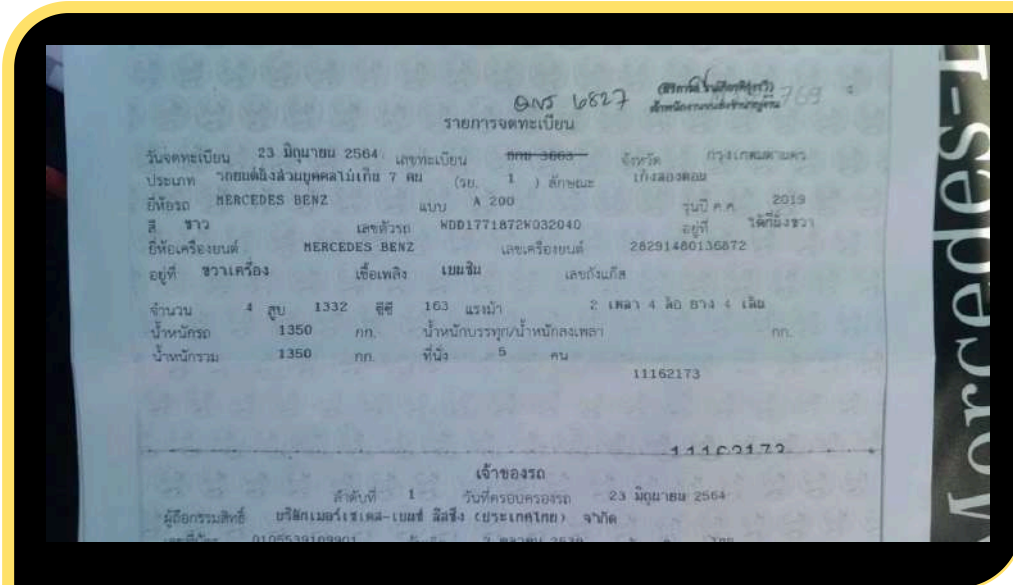 6827
769
รายการจดทะเบียน
วันจดทะเบียน 23 มิถุนายน 2564 เลขทะเบียน 3663 จังหวัด กรุงเทพมหานคร
ประเภท รถยนต์นั่งส่วนบุคคลไม่เกิน 7 คน (รย. 1 ) ลักษณะ เก๋งสองตอน
ยี่ห้อรถ MERCEDES BENZ แบบ A 200 รุ่นปี ค.ศ. 2019
สี ขาว เลขตัวรถ WDD1771872W032040 อยู่ที่ ใต้ที่นั่งขวา
ยี่ห้อเครื่องยนต์ MERCEDES BENZ เลขเครื่องยนต์ 28291480136872
อยู่ที่ ขวาเครื่อง เชื้อเพลิง เบนซิน เลขถังแก๊ส
จำนวน 4 สูบ 1332 ซีซี 163 แรงม้า 2 เพลา 4 ล้อ ยาง 4 เส้น
น้ำหนักรถ 1350 กก. น้ำหนักบรรทุก/น้ำหนักลงเพลา กก.
น้ำหนักรวม 1350 กก. ที่นั่ง 5 คน
11162173
11162173
เจ้าของรถ
ลำดับที่ 1 วันที่ครอบครองรถ 23 มิถุนายน 2564
ผู้ถือกรรมสิทธิ์ บริษัทเมอร์เซเดส-เบนซ์ ลีสซิ่ง (ประเทศไทย) จำกัด
0105539109901